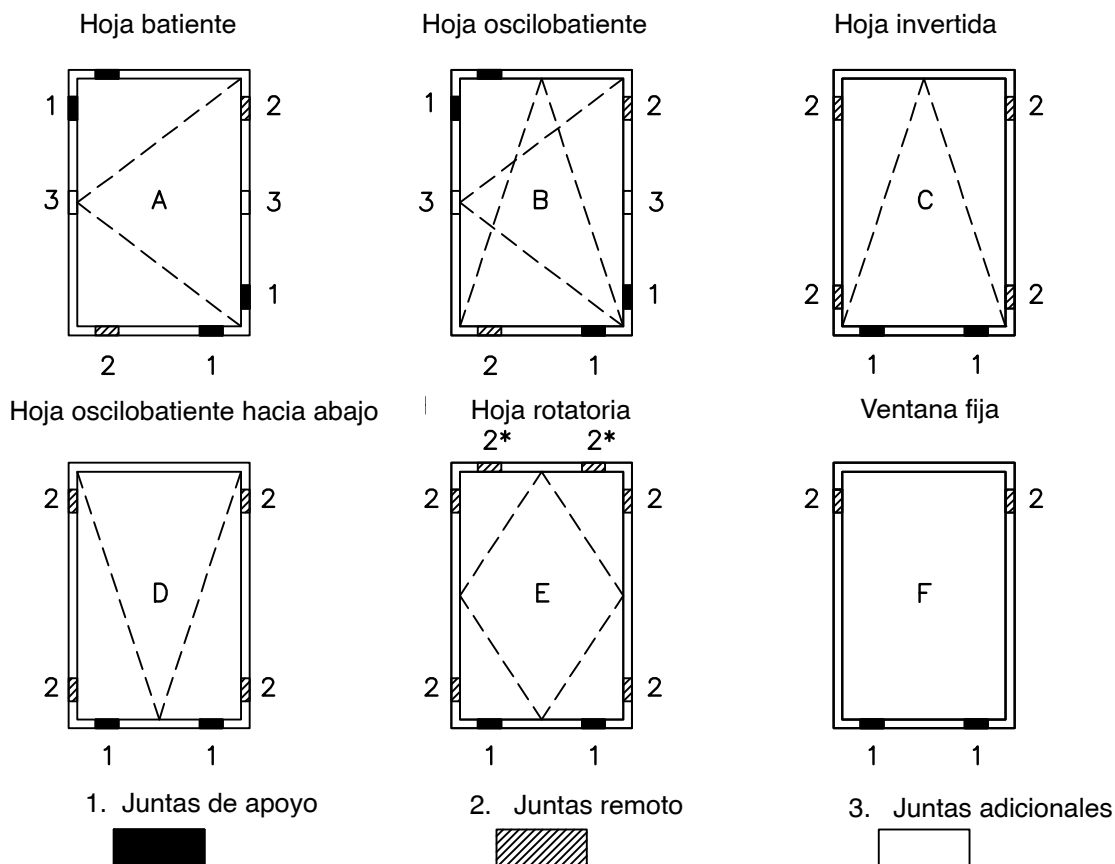 Hoja batiente Hoja oscilobatiente Hoja invertida
1 2 1 2 2 2
3 A 3 3 B 3 C
1 1 2 2
2 1 2 1 1 1
Hoja oscilobatiente hacia abajo Hoja rotatoria Ventana fija
2* 2*
2 2 2 2 2 2
D E F
2 2 2 2
1 1 1 1 1 1
1. Juntas de apoyo 2. Juntas remoto 3. Juntas adicionales